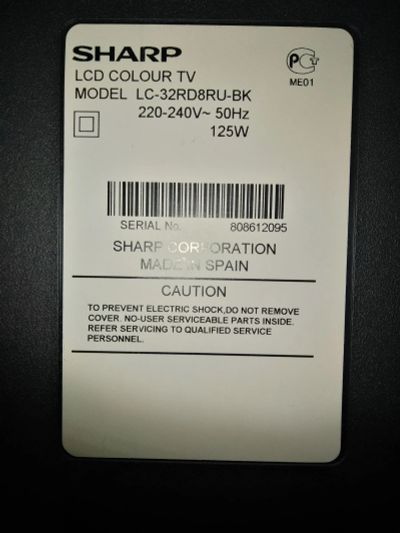 SHARP
LCD COLOUR TV
MODEL LC-32RD8RU-BK
220-240V~ 50Hz
125W
PCT
ME01
SERIAL No. 808612095
SHARP CORPORATION
MADE IN SPAIN
CAUTION
TO PREVENT ELECTRIC SHOCK,DO NOT REMOVE
COVER. NO-USER SERVICEABLE PARTS INSIDE.
REFER SERVICING TO QUALIFIED SERVICE
PERSONNEL.